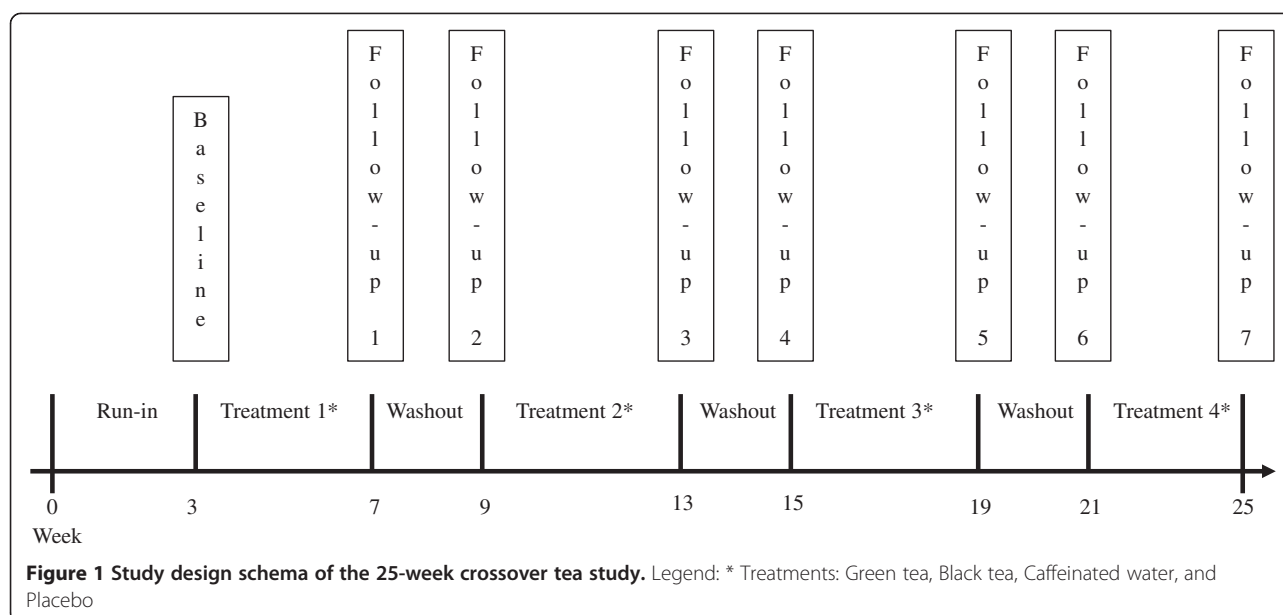 Baseline
Follow-up 1
Follow-up 2
Follow-up 3
Follow-up 4
Follow-up 5
Follow-up 6
Follow-up 7
Run-in Treatment 1* Washout Treatment 2* Washout Treatment 3* Washout Treatment 4*
0 3 7 9 13 15 19 21 25
Week
Figure 1 Study design schema of the 25-week crossover tea study. Legend: * Treatments: Green tea, Black tea, Caffeinated water, and
Placebo